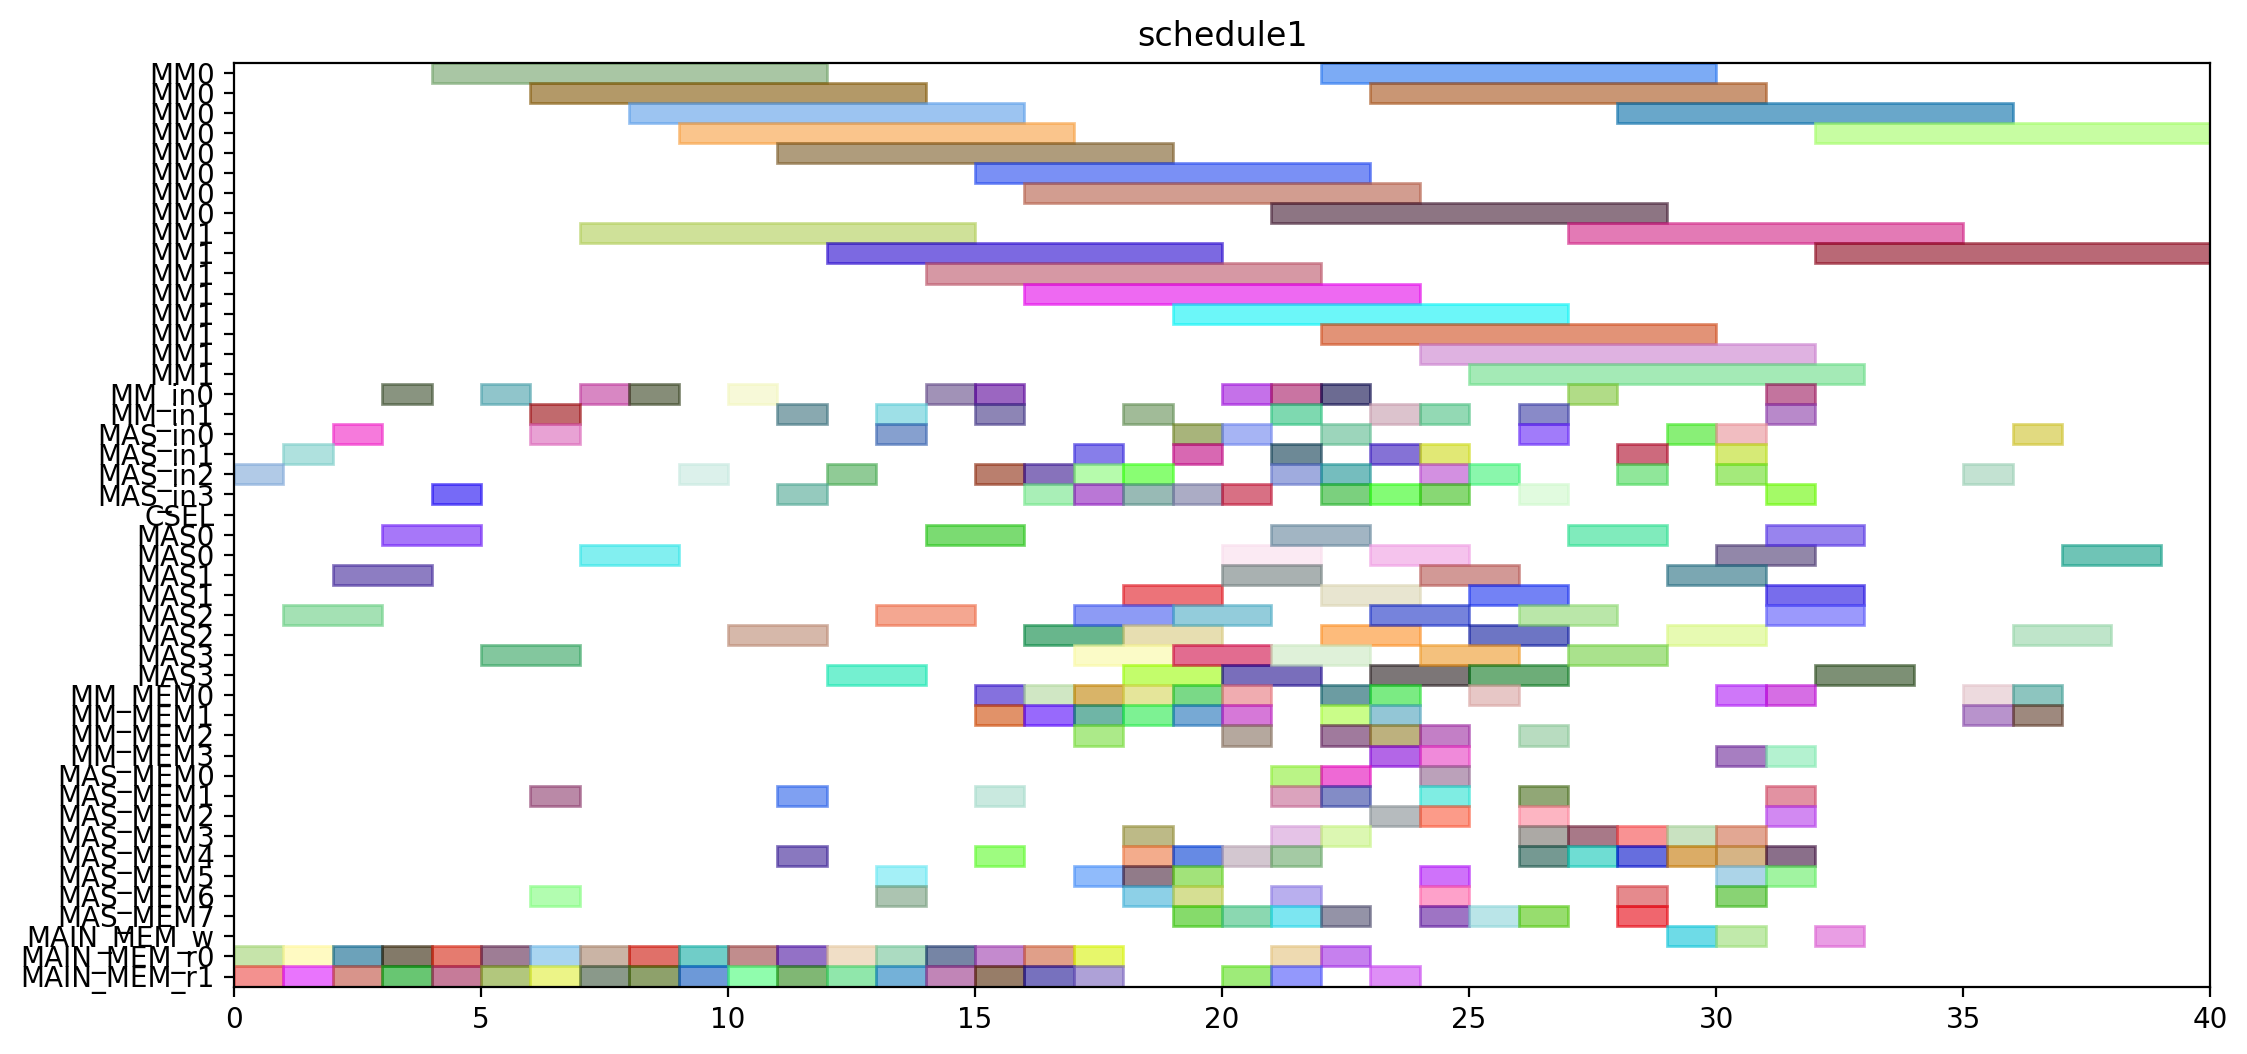 schedule1
MM0
MM0
MM0
MM0
MM0
MM0
MM0
MM0
MM1
MM1
MM1
MM1
MM1
MM1
MM1
MM1
MM_in0
MM_in1
MAS_in0
MAS_in1
MAS_in2
MAS_in3
CSEL
MAS0
MAS0
MAS1
MAS1
MAS2
MAS2
MAS3
MAS3
MM_MEM0
MM_MEM1
MM_MEM2
MM_MEM3
MAS_MEM0
MAS_MEM1
MAS_MEM2
MAS_MEM3
MAS_MEM4
MAS_MEM5
MAS_MEM6
MAS_MEM7
MAIN_MEM_w
MAIN_MEM_r0
MAIN_MEM_r1
0 5 10 15 20 25 30 35 40